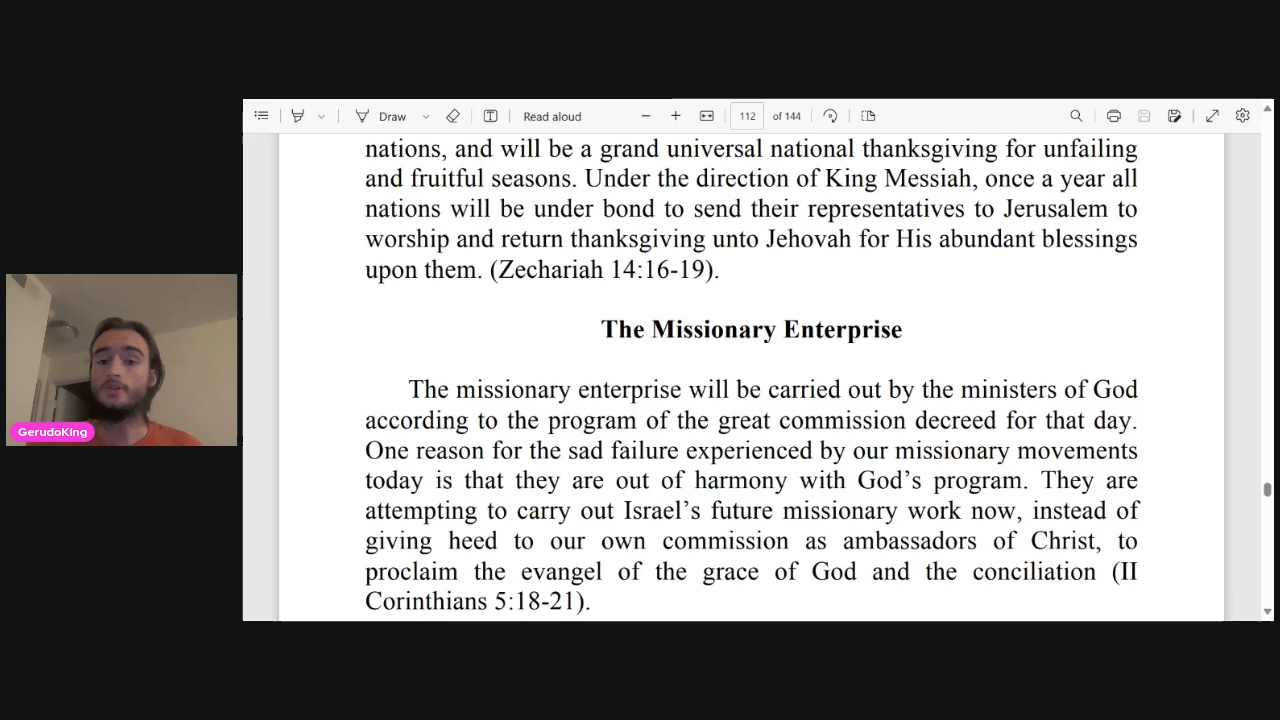 Draw
Read aloud
112
of 144
nations, and will be a grand universal national thanksgiving for unfailing
and fruitful seasons. Under the direction of King Messiah, once a year all
nations will be under bond to send their representatives to Jerusalem to
worship and return thanksgiving unto Jehovah for His abundant blessings
upon them. (Zechariah 14:16-19).
The Missionary Enterprise
The missionary enterprise will be carried out by the ministers of God
according to the program of the great commission decreed for that day.
One reason for the sad failure experienced by our missionary movements
today is that they are out of harmony with God’s program. They are
attempting to carry out Israel’s future missionary work now, instead of
giving heed to our own commission as ambassadors of Christ, to
proclaim the evangel of the grace of God and the conciliation (II
Corinthians 5:18-21).
GerudoKing